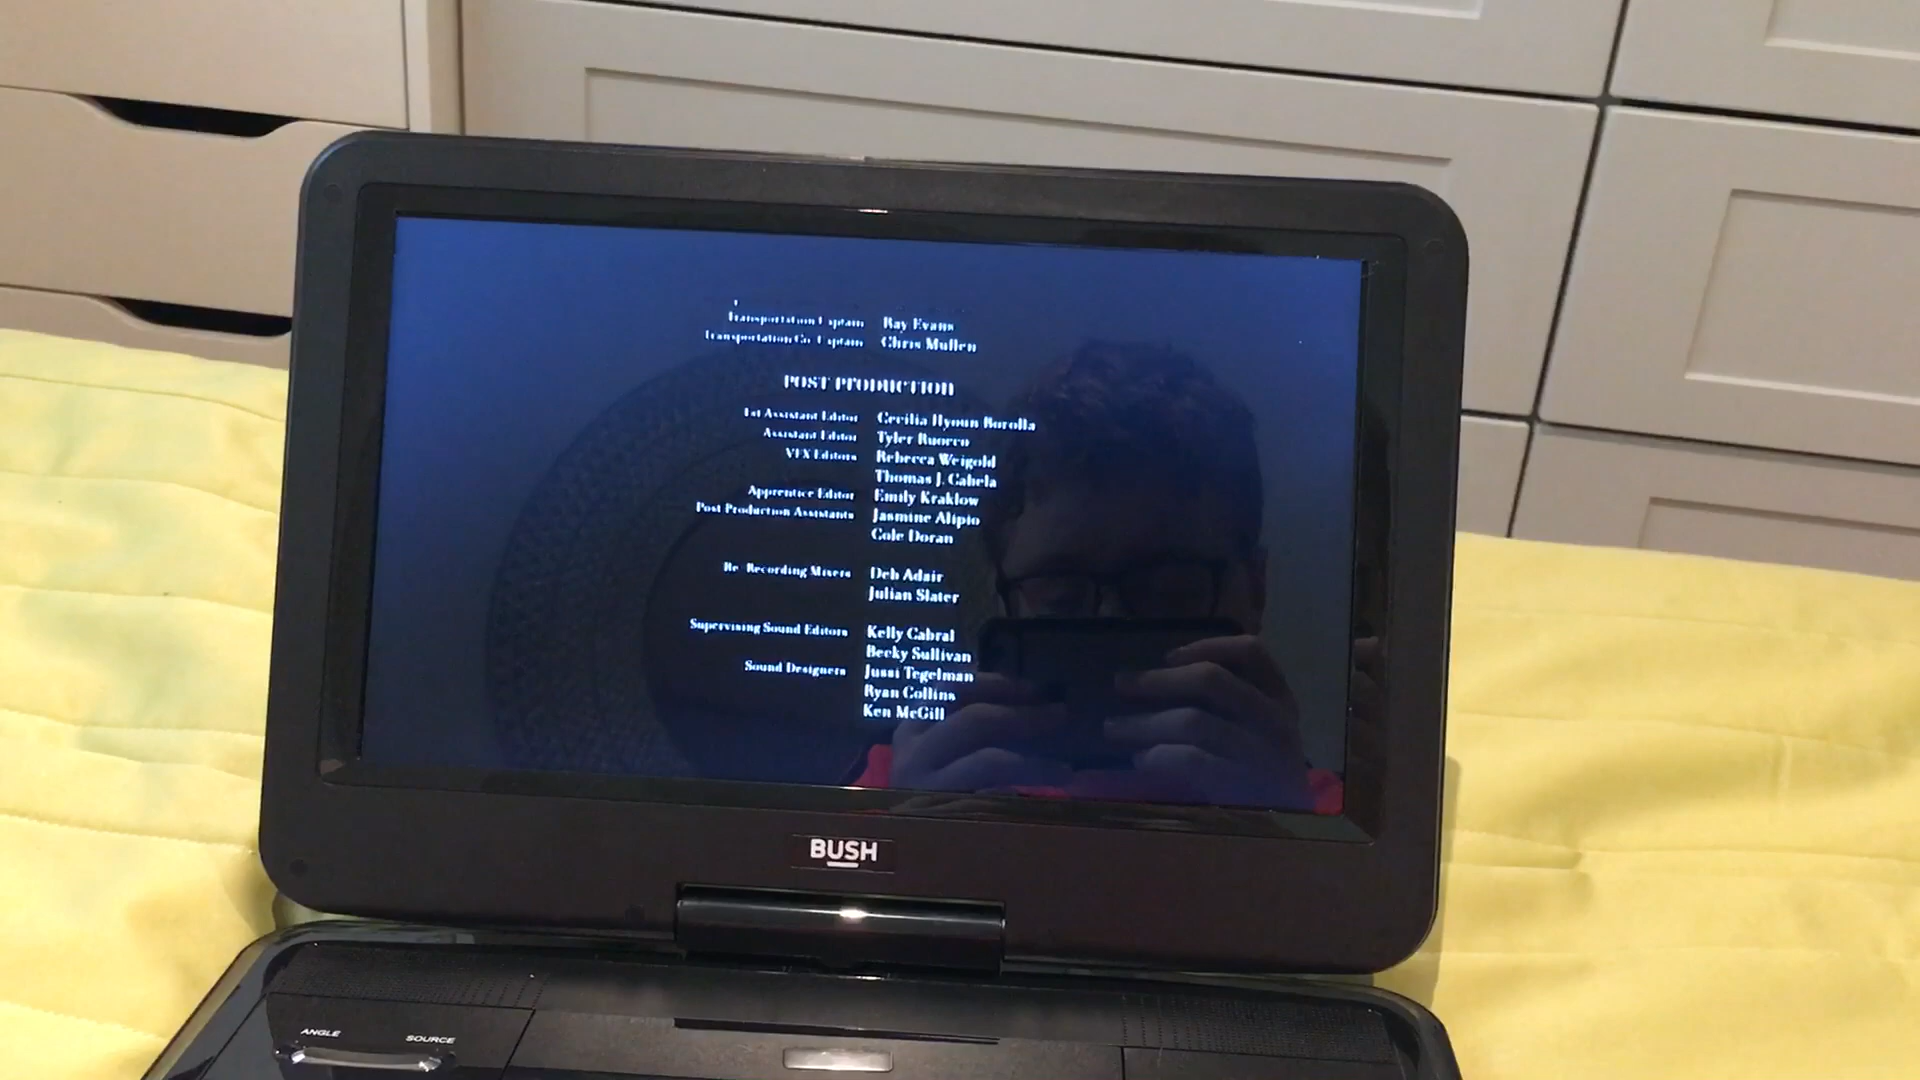 Transportation Captain Ray Evans
Transportation Co-Captain Chris Mullen
POST PRODUCTION
1st Assistant Editor Cecilia Hyoun Borolla
Assistant Editor Tyler Ruocco
VFX Editors Rebecca Weigold
Thomas J. Cabela
Apprentice Editor Emily Kraklow
Post Production Assistants Jasmine Alipio
Cole Doran
Re-Recording Mixers Deb Adair
Julian Slater
Supervising Sound Editors Kelly Cabral
Becky Sullivan
Sound Designers Jussi Tegelman
Ryan Collins
Ken McGill
BUSH
ANGLE SOURCE